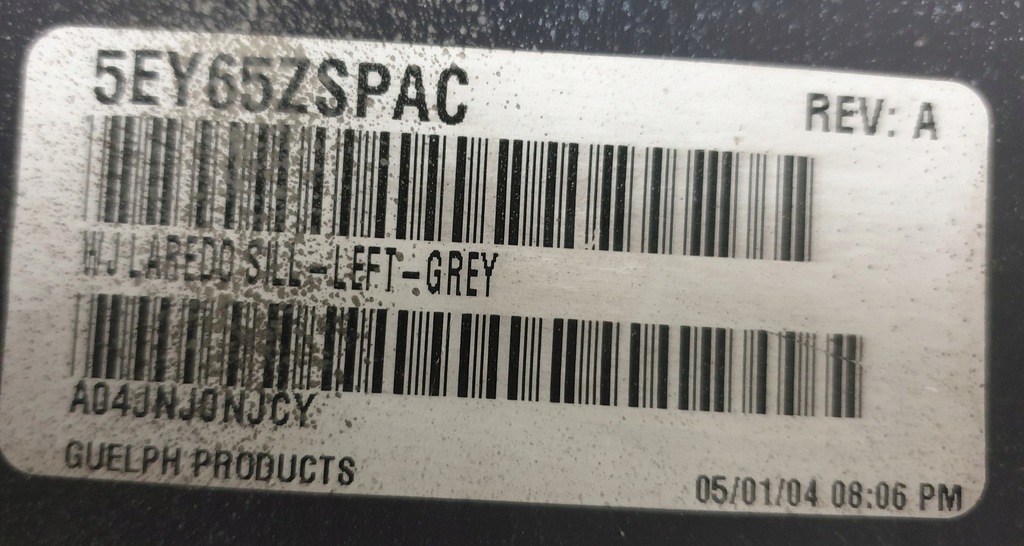 5EY65ZSPAC
REV: A
WJ LAREDO SILL-LEFT-GREY
A04JNJ0NJCY
GUELPH PRODUCTS
05/01/04 08:06 PM